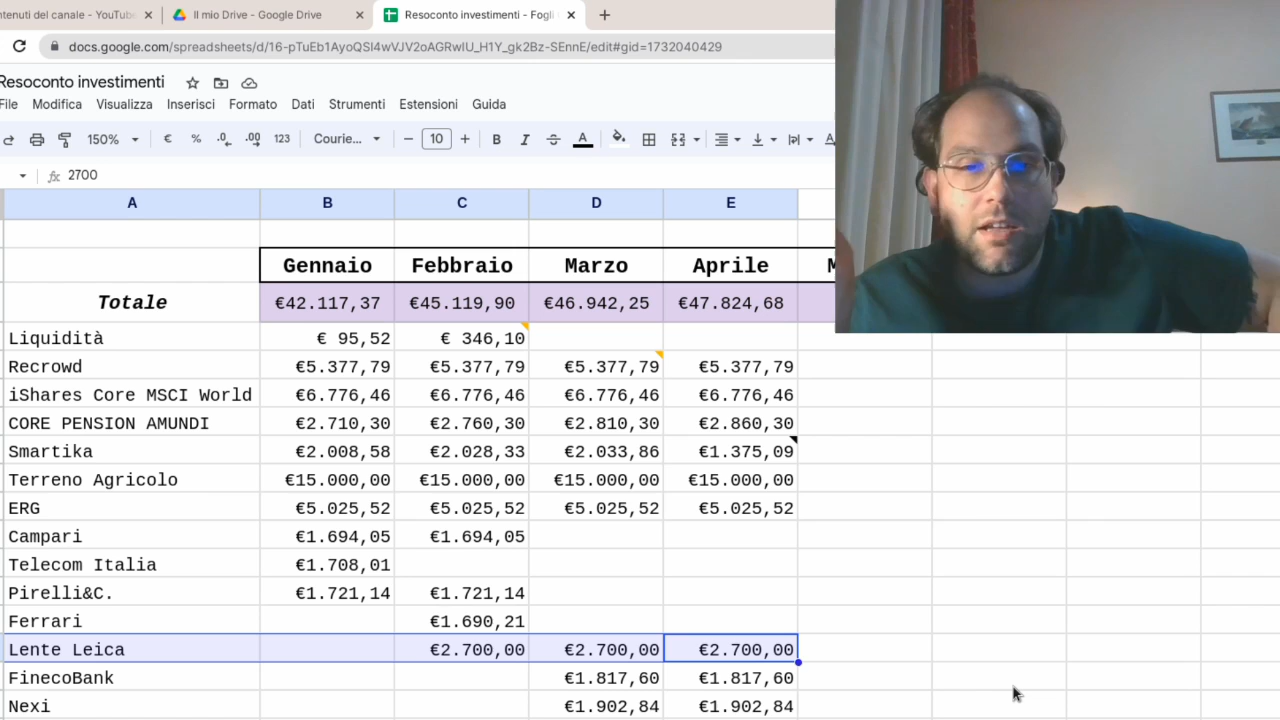 ntenuti del canale - YouTub
Il mio Drive - Google Drive
Resoconto investimenti - Fogli
docs.google.com/spreadsheets/d/16-pTuEb1AyoQSI4wVJV2oAGRwIU_H1Y_gk2Bz-SEnnE/edit#gid=1732040429
Resoconto investimenti
File Modifica Visualizza Inserisci Formato Dati Strumenti Estensioni Guida
150% € % .0 .00 123 Courie... 10 B I S A
fx 2700
A B C D E
Gennaio Febbraio Marzo Aprile M
Totale €42.117,37 €45.119,90 €46.942,25 €47.824,68
Liquidità € 95,52 € 346,10
Recrowd €5.377,79 €5.377,79 €5.377,79 €5.377,79
iShares Core MSCI World €6.776,46 €6.776,46 €6.776,46 €6.776,46
CORE PENSION AMUNDI €2.710,30 €2.760,30 €2.810,30 €2.860,30
Smartika €2.008,58 €2.028,33 €2.033,86 €1.375,09
Terreno Agricolo €15.000,00 €15.000,00 €15.000,00 €15.000,00
ERG €5.025,52 €5.025,52 €5.025,52 €5.025,52
Campari €1.694,05 €1.694,05
Telecom Italia €1.708,01
Pirelli&C. €1.721,14 €1.721,14
Ferrari €1.690,21
Lente Leica €2.700,00 €2.700,00 €2.700,00
FinecoBank €1.817,60 €1.817,60
Nexi €1.902,84 €1.902,84